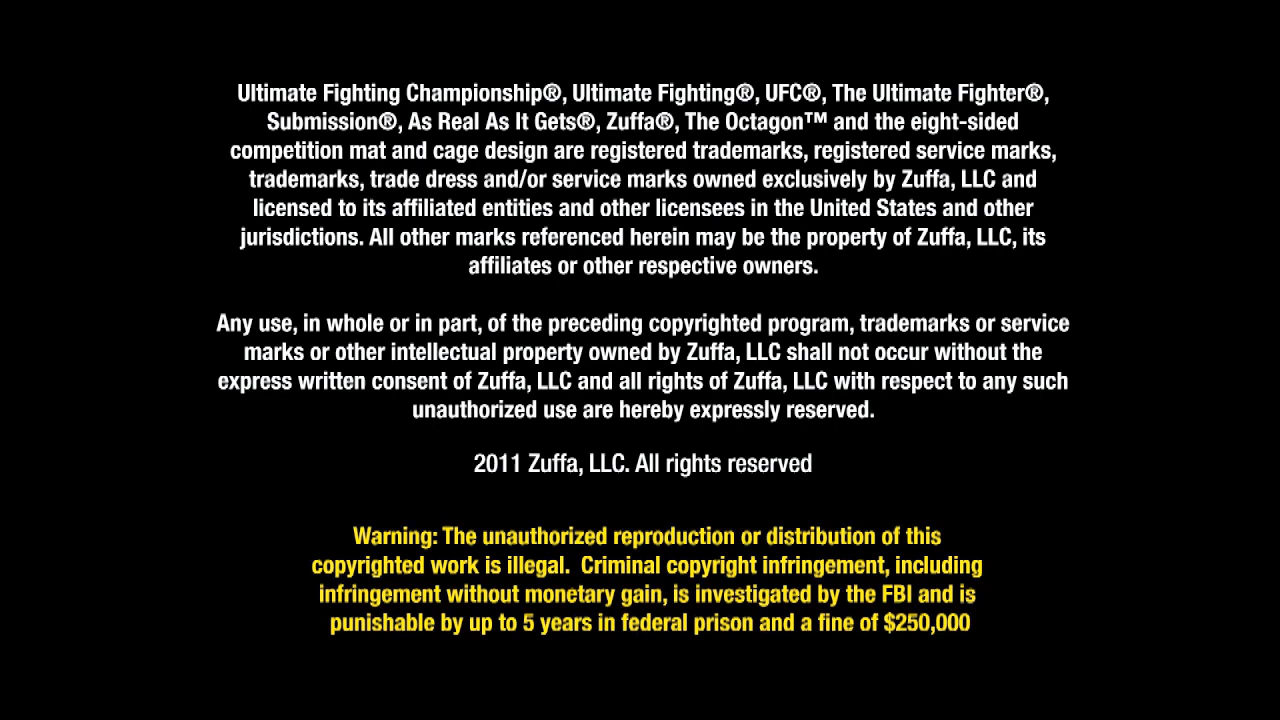 Ultimate Fighting Championship®, Ultimate Fighting®, UFC®, The Ultimate Fighter®,
Submission®, As Real As It Gets®, Zuffa®, The Octagon™ and the eight-sided
competition mat and cage design are registered trademarks, registered service marks,
trademarks, trade dress and/or service marks owned exclusively by Zuffa, LLC and
licensed to its affiliated entities and other licensees in the United States and other
jurisdictions. All other marks referenced herein may be the property of Zuffa, LLC, its
affiliates or other respective owners.
Any use, in whole or in part, of the preceding copyrighted program, trademarks or service
marks or other intellectual property owned by Zuffa, LLC shall not occur without the
express written consent of Zuffa, LLC and all rights of Zuffa, LLC with respect to any such
unauthorized use are hereby expressly reserved.
2011 Zuffa, LLC. All rights reserved
Warning: The unauthorized reproduction or distribution of this
copyrighted work is illegal.  Criminal copyright infringement, including
infringement without monetary gain, is investigated by the FBI and is
punishable by up to 5 years in federal prison and a fine of $250,000